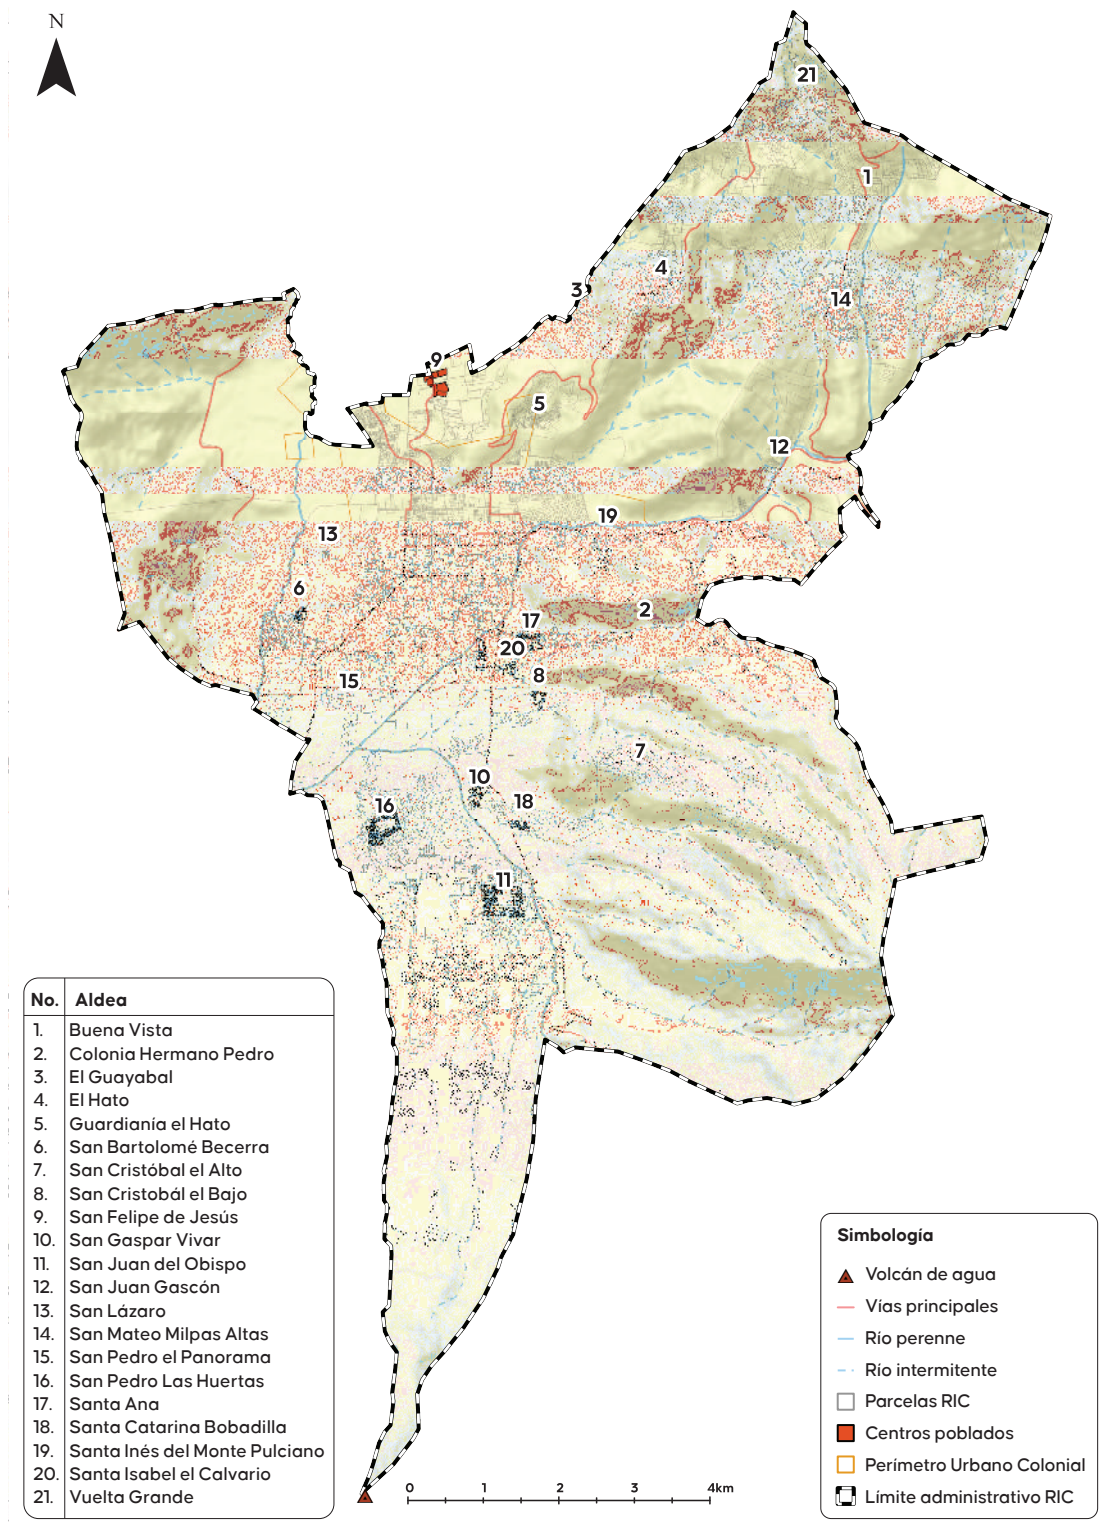 N
21
1
4
3
14
9
5
12
19
13
6
2
17
20
8
15
7
10
18
16
11
No. Aldea
1. Buena Vista
2. Colonia Hermano Pedro
3. El Guayabal
4. El Hato
5. Guardianía el Hato
6. San Bartolomé Becerra
7. San Cristóbal el Alto
8. San Cristobál el Bajo
9. San Felipe de Jesús
10. San Gaspar Vivar
11. San Juan del Obispo
12. San Juan Gascón
13. San Lázaro
14. San Mateo Milpas Altas
15. San Pedro el Panorama
16. San Pedro Las Huertas
17. Santa Ana
18. Santa Catarina Bobadilla
19. Santa Inés del Monte Pulciano
20. Santa Isabel el Calvario
21. Vuelta Grande
Simbología
Volcán de agua
Vías principales
Río perenne
Río intermitente
Parcelas RIC
Centros poblados
Perímetro Urbano Colonial
Límite administrativo RIC
0 1 2 3 4km